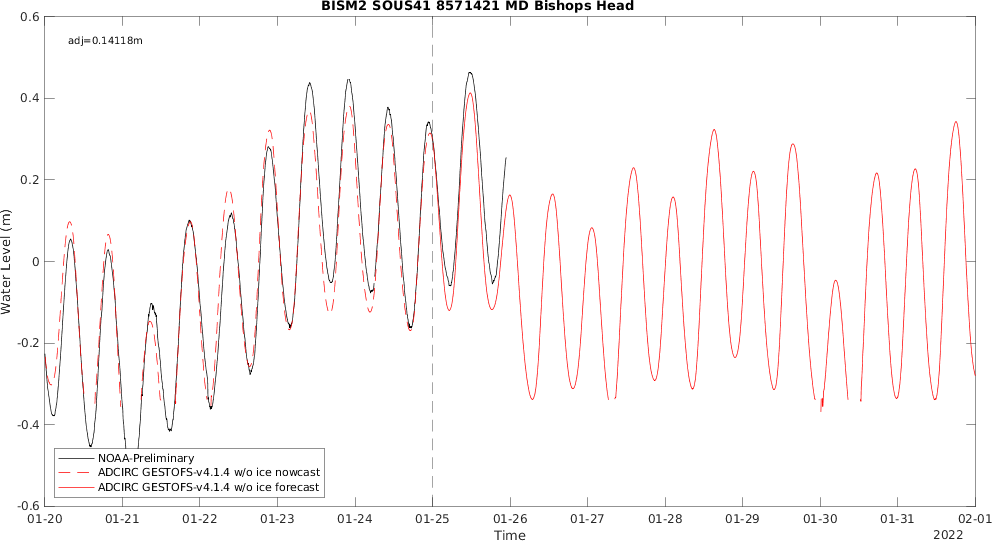 BISM2 SOUS41 8571421 MD Bishops Head
adj=0.14118m
0.6
0.4
0.2
0
-0.2
-0.4
-0.6
Water Level (m)
NOAA-Preliminary
ADCIRC GESTOFS-v4.1.4 w/o ice nowcast
ADCIRC GESTOFS-v4.1.4 w/o ice forecast
01-20 01-21 01-22 01-23 01-24 01-25 01-26 01-27 01-28 01-29 01-30 01-31 02-01
Time
2022